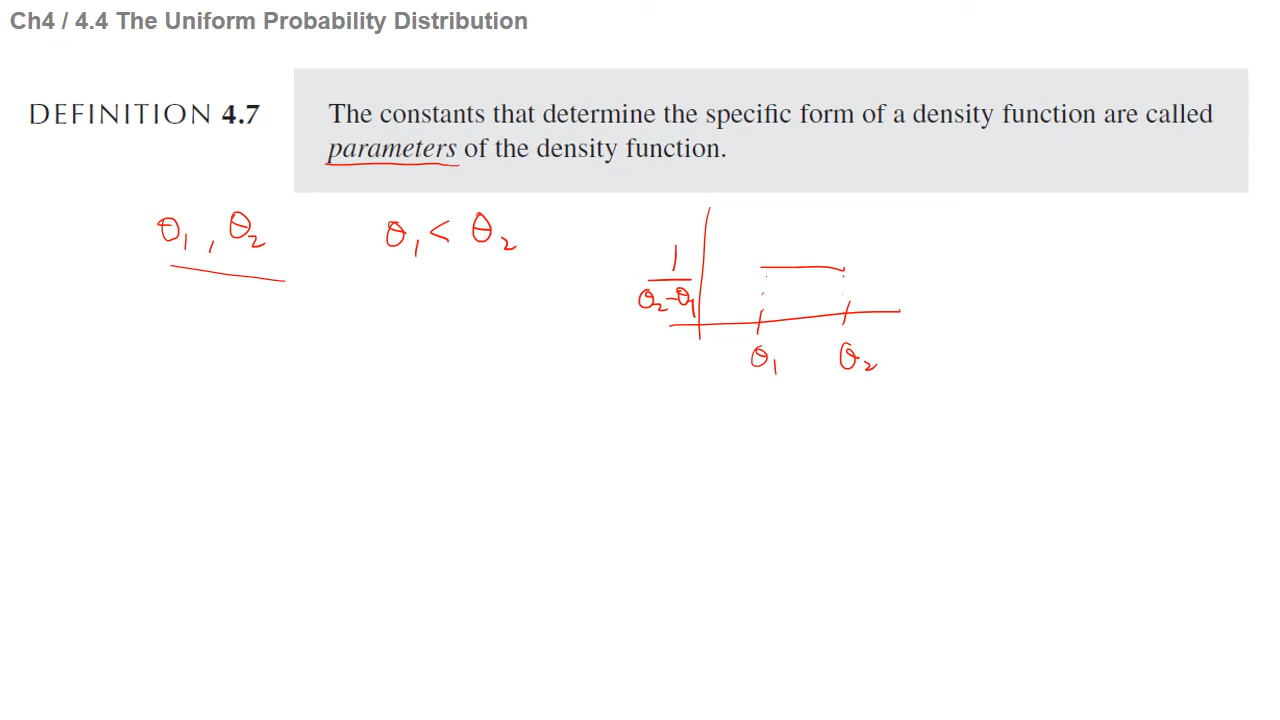 Ch4 / 4.4 The Uniform Probability Distribution
DEFINITION 4.7
The constants that determine the specific form of a density function are called
parameters of the density function.
θ₁ , θ₂
θ₁ < θ₂
1
θ₂-θ₁
θ₁ θ₂